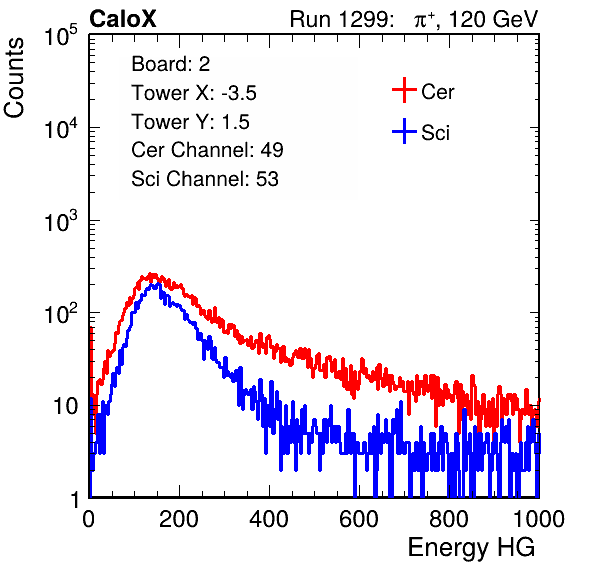 CaloX Run 1299: π⁺, 120 GeV
Counts
Board: 2
Tower X: -3.5
Tower Y: 1.5
Cer Channel: 49
Sci Channel: 53
Cer
Sci
10⁵
10⁴
10³
10²
10
1
0 200 400 600 800 1000
Energy HG